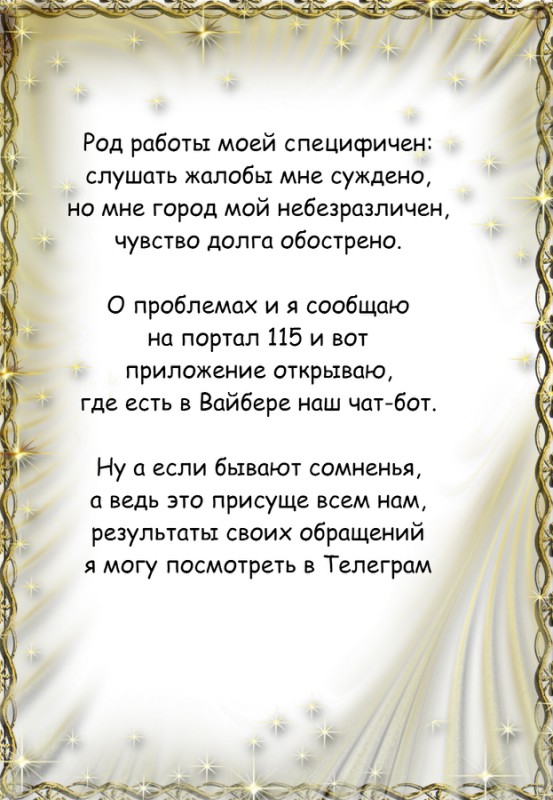 Род работы моей специфичен:
слушать жалобы мне суждено,
но мне город мой небезразличен,
чувство долга обострено.
О проблемах и я сообщаю
на портал 115 и вот
приложение открываю,
где есть в Вайбере наш чат-бот.
Ну а если бывают сомненья,
а ведь это присуще всем нам,
результаты своих обращений
я могу посмотреть в Телеграм